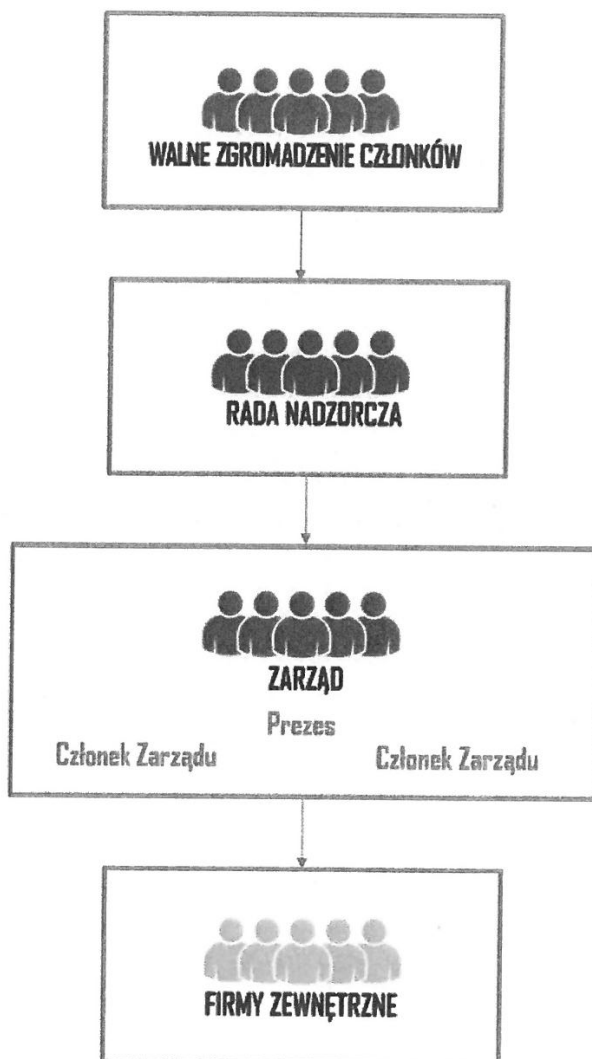 WALNE ZGROMADZENIE CZŁONKÓW
RADA NADZORCZA
ZARZĄD
Prezes
Członek Zarządu Członek Zarządu
FIRMY ZEWNĘTRZNE